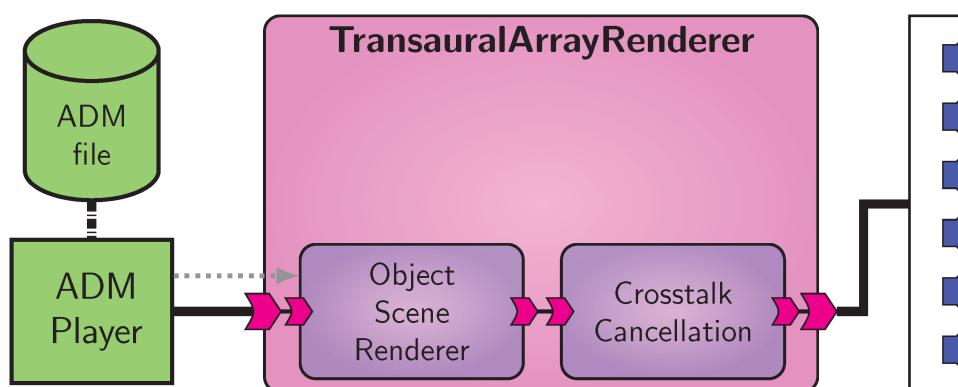 TransauralArrayRenderer
ADM
file
ADM
Player
Object
Scene
Renderer
Crosstalk
Cancellation